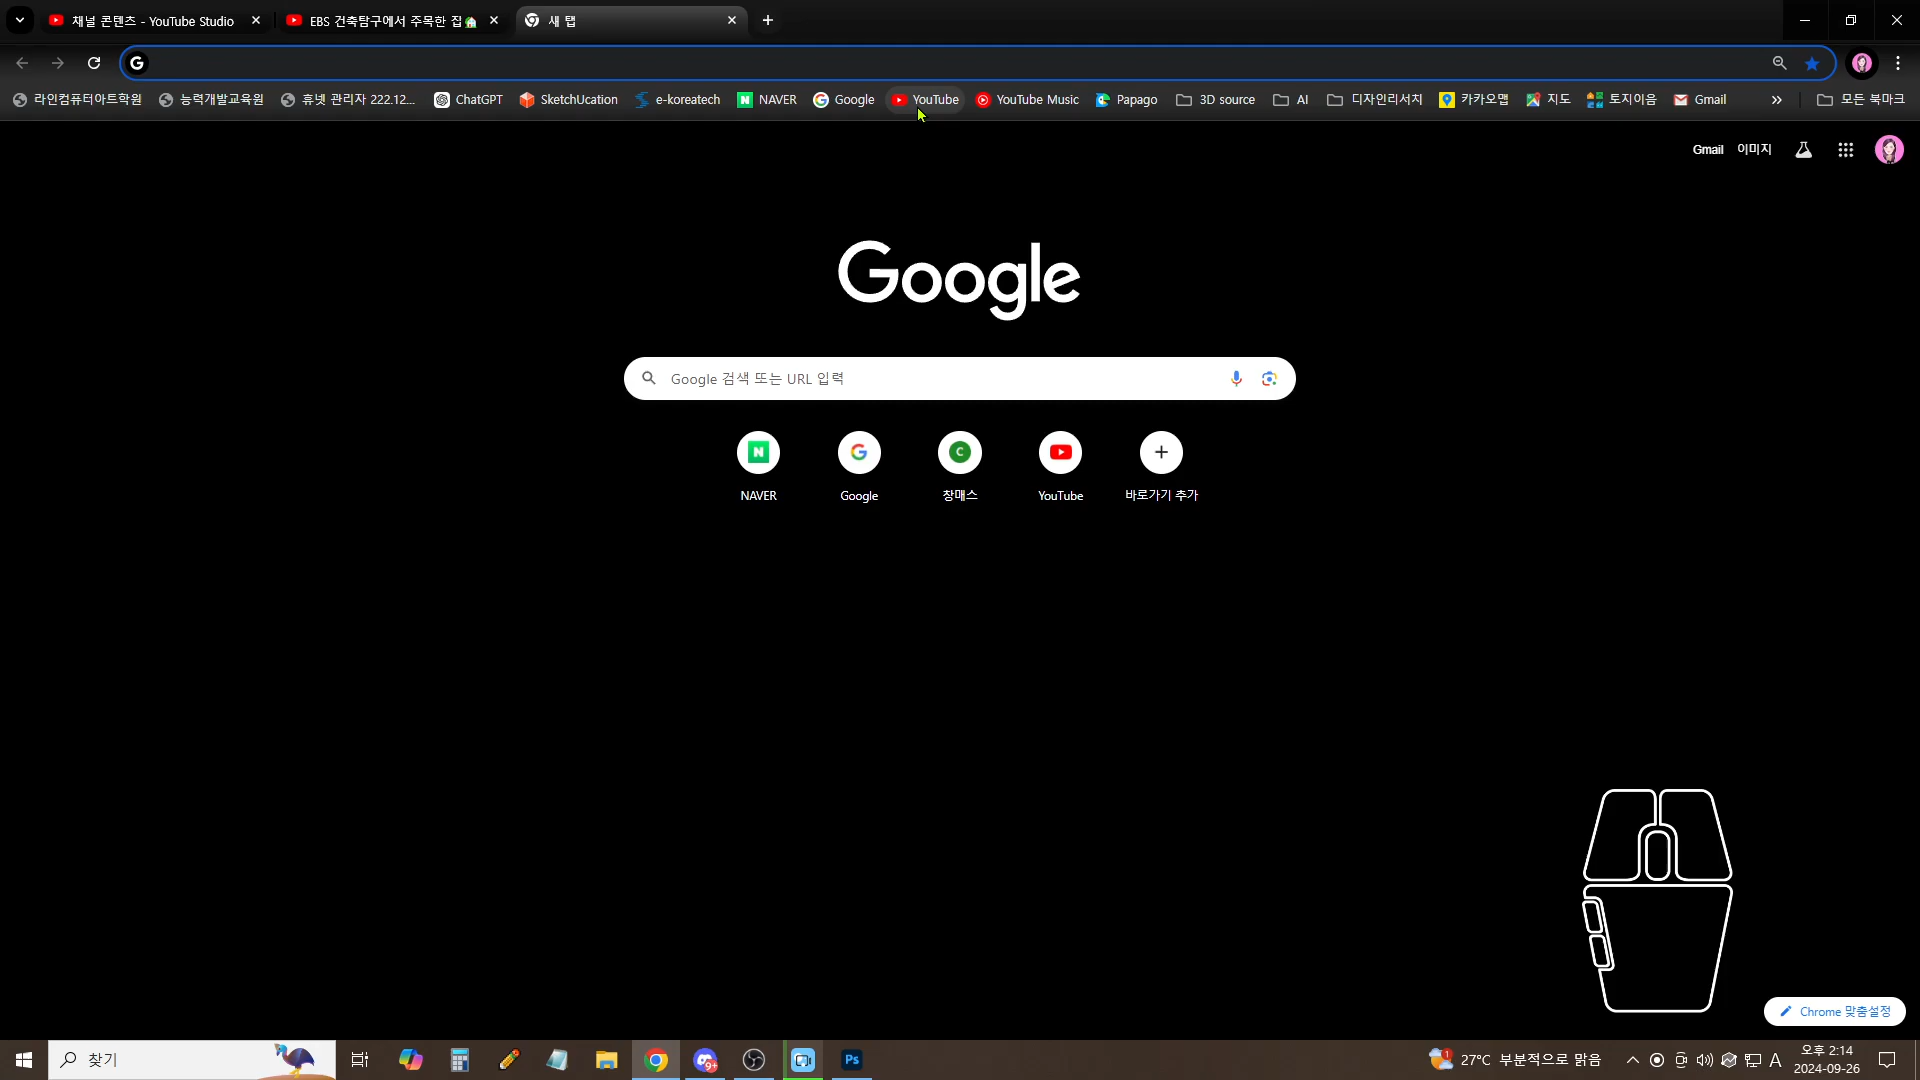 채널 콘텐츠 - YouTube Studio
EBS 건축탐구에서 주목한 집
새 탭
라인컴퓨터아트학원 능력개발교육원 휴넷 관리자 222.12... ChatGPT SketchUcation e-koreatech NAVER Google YouTube YouTube Music Papago 3D source AI 디자인리서치 카카오맵 지도 토지이음 Gmail 모든 북마크
Gmail 이미지
Google
Google 검색 또는 URL 입력
NAVER Google 창매스 YouTube 바로가기 추가
Chrome 맞춤설정
찾기
27°C 부분적으로 맑음
A
오후 2:14
2024-09-26